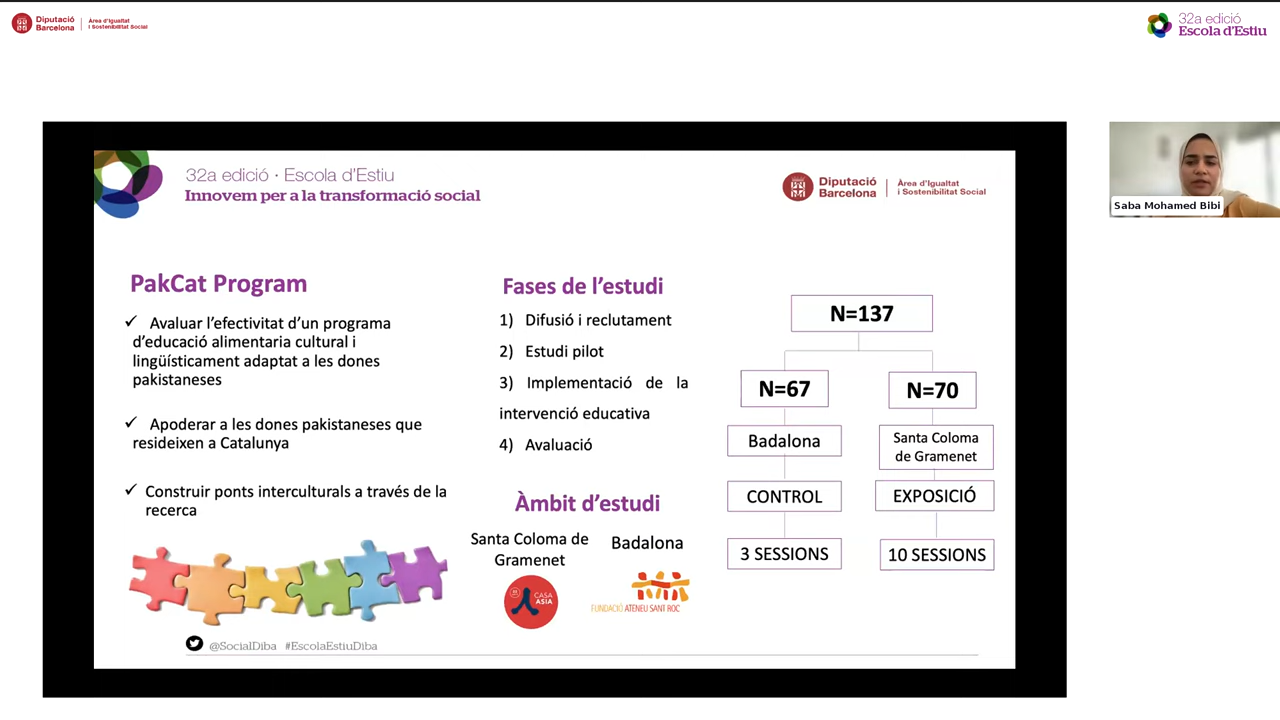 Diputació
Barcelona
Àrea d'Igualtat
i Sostenibilitat Social
32a edició
Escola d'Estiu
32a edició · Escola d'Estiu
Innovem per a la transformació social
Diputació
Barcelona
Àrea d'Igualtat
i Sostenibilitat Social
Saba Mohamed Bibi
PakCat Program
✓ Avaluar l'efectivitat d'un programa
d'educació alimentaria cultural i
lingüísticament adaptat a les dones
pakistaneses
✓ Apoderar a les dones pakistaneses que
resideixen a Catalunya
✓ Construir ponts interculturals a través de la
recerca
Fases de l'estudi
1) Difusió i reclutament
2) Estudi pilot
3) Implementació de la
intervenció educativa
4) Avaluació
Àmbit d'estudi
Santa Coloma de
Gramenet
Badalona
CASA
ASIA
FUNDACIÓ ATENEU SANT ROC
N=137
N=67
N=70
Badalona
Santa Coloma
de Gramenet
CONTROL
EXPOSICIÓ
3 SESSIONS
10 SESSIONS
@SocialDiba #EscolaEstiuDiba